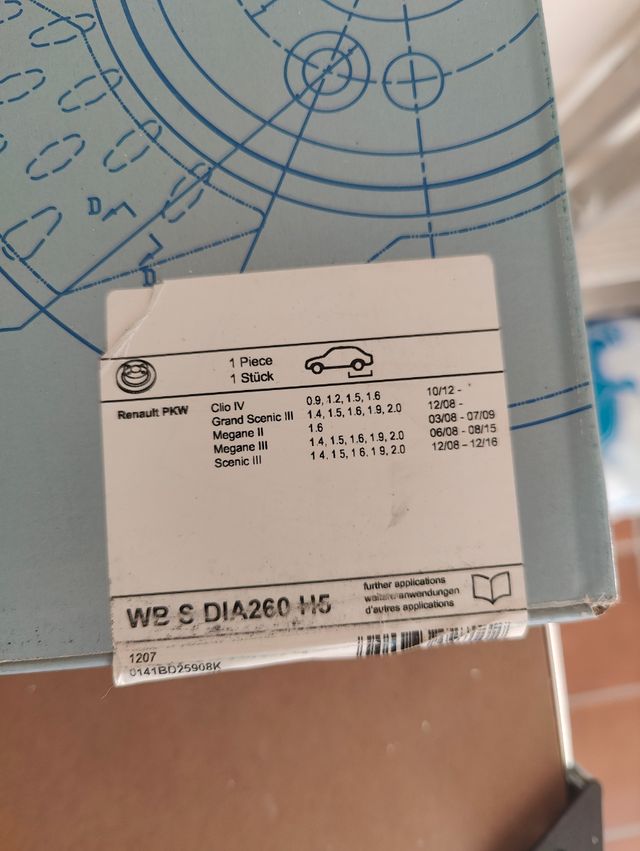 D
D
1 Piece
1 Stück
Renault PKW Clio IV 0.9, 1.2, 1.5, 1.6 10/12 -
Grand Scenic III 1.4, 1.5, 1.6, 1.9, 2.0 12/08 -
Megane II 1.6 03/08 - 07/09
Megane III 1.4, 1.5, 1.6, 1.9, 2.0 06/08 - 08/15
Scenic III 1.4, 1.5, 1.6, 1.9, 2.0 12/08 - 12/16
WB S DIA260 H5
further applications
weitere anwendungen
d'autres applications
1207
0141BD25908K